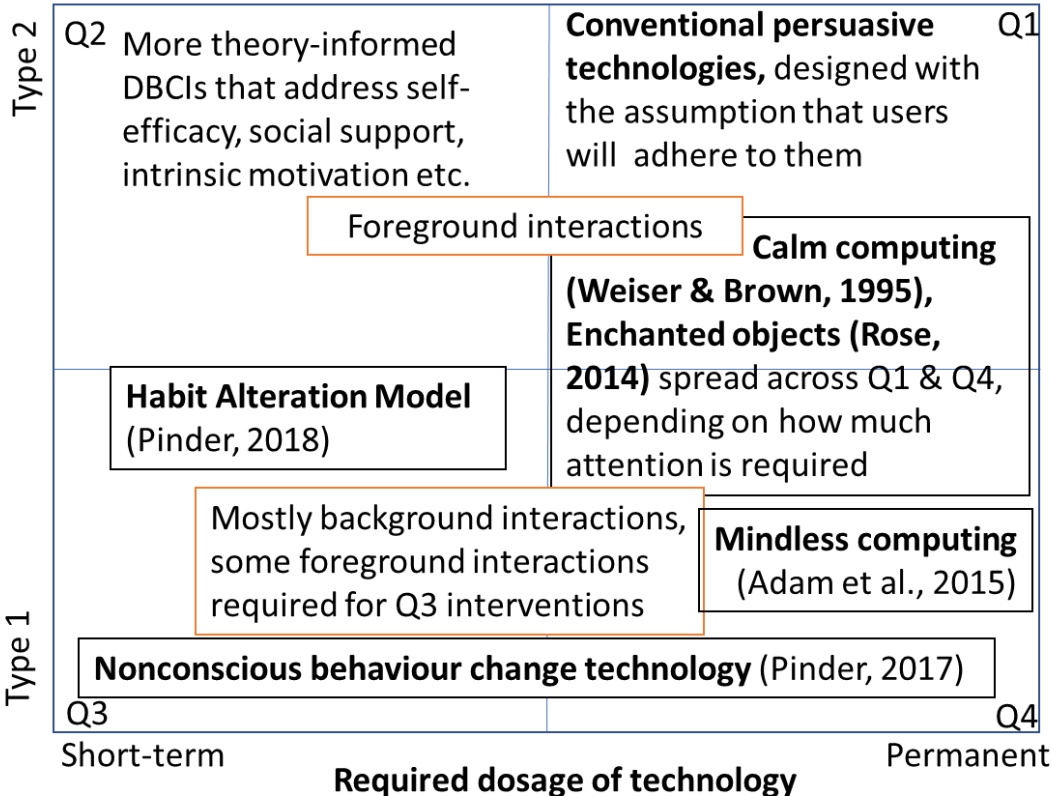 Type 2
Q2
More theory-informed
DBCIs that address self-
efficacy, social support,
intrinsic motivation etc.
Q1
Conventional persuasive
technologies, designed with
the assumption that users
will adhere to them
Foreground interactions
Calm computing
(Weiser & Brown, 1995),
Enchanted objects (Rose,
2014) spread across Q1 & Q4,
depending on how much
attention is required
Habit Alteration Model
(Pinder, 2018)
Mostly background interactions,
some foreground interactions
required for Q3 interventions
Mindless computing
(Adam et al., 2015)
Type 1
Nonconscious behaviour change technology (Pinder, 2017)
Q3
Q4
Short-term
Permanent
Required dosage of technology